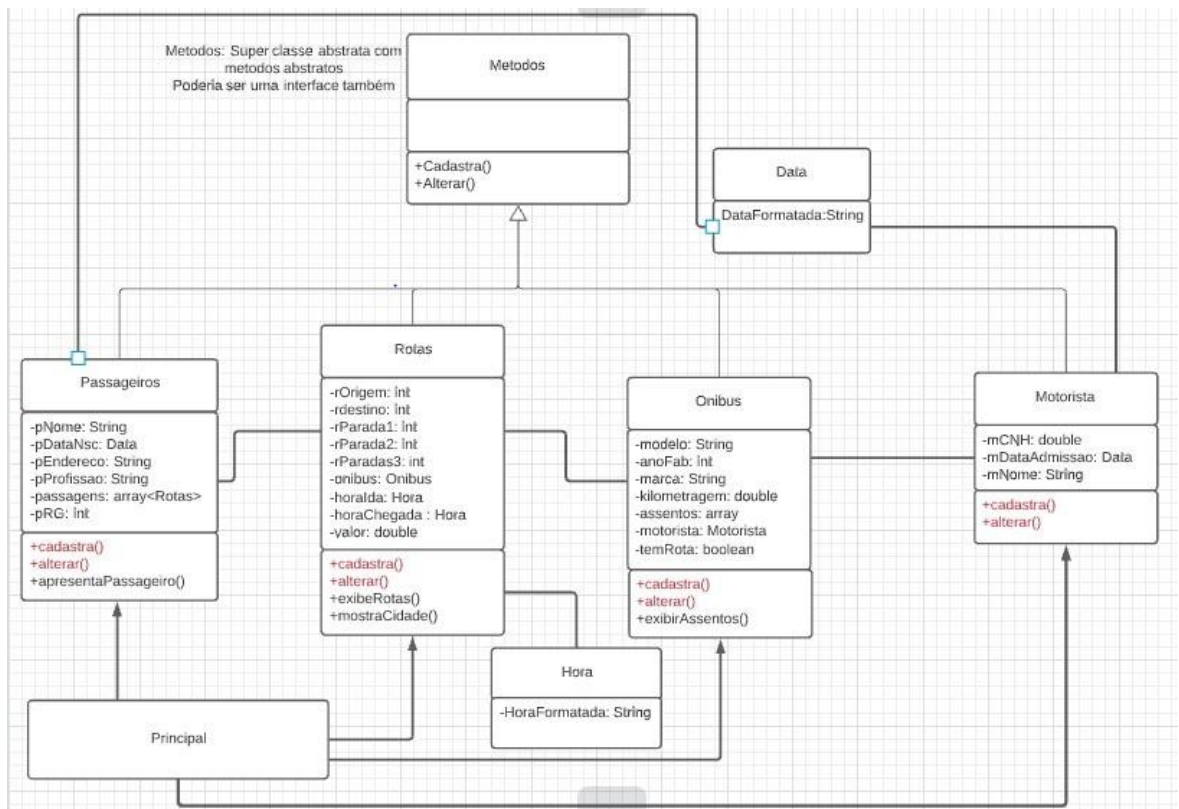 Metodos: Super classe abstrata com
metodos abstratos
Poderia ser uma interface também
Metodos
+Cadastra()
+Alterar()
Data
DataFormatada:String
Passageiros
-pNome: String
-pDataNsc: Data
-pEndereco: String
-pProfissao: String
-passagens: array<Rotas>
-pRG: int
+cadastra()
+alterar()
+apresentaPassageiro()
Rotas
-rOrigem: int
-rdestino: int
-rParada1: int
-rParada2: int
-rParadas3: int
-onibus: Onibus
-horaIda: Hora
-horaChegada : Hora
-valor: double
+cadastra()
+alterar()
+exibeRotas()
+mostraCidade()
Onibus
-modelo: String
-anoFab: int
-marca: String
-kilometragem: double
-assentos: array
-motorista: Motorista
-temRota: boolean
+cadastra()
+alterar()
+exibirAssentos()
Motorista
-mCNH: double
-mDataAdmissao: Data
-mNome: String
+cadastra()
+alterar()
Hora
-HoraFormatada: String
Principal